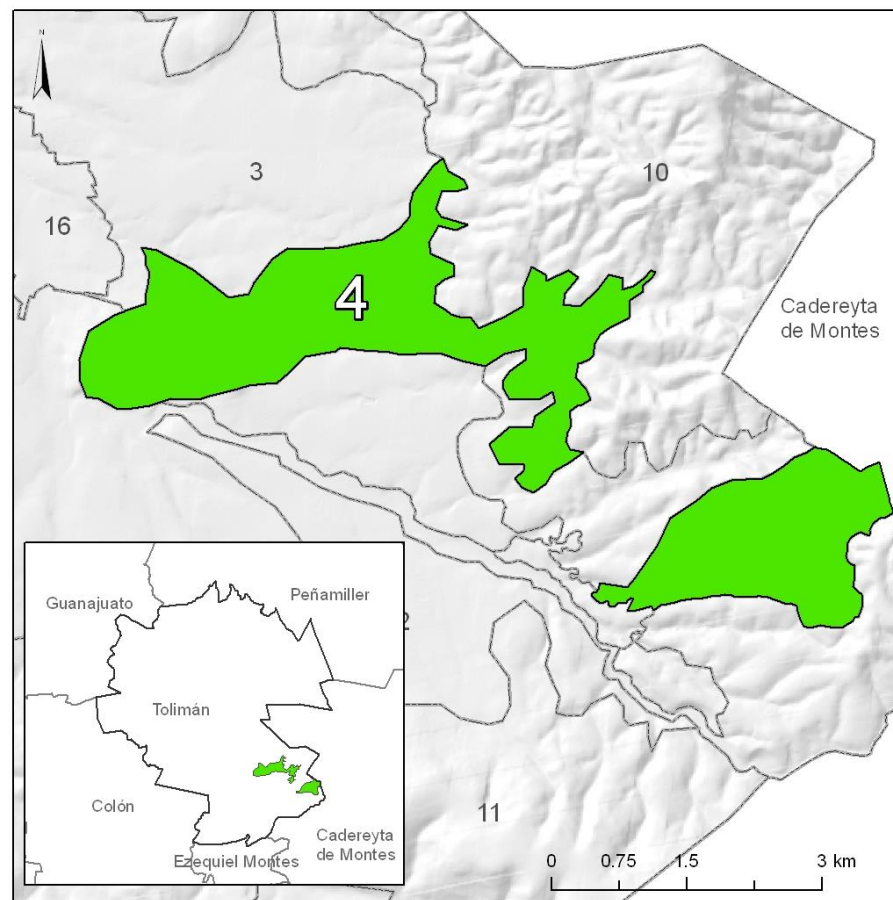 N
3
10
16
4
Cadereyta
de Montes
Guanajuato
Peñamiller
Tolimán
Colón
Cadereyta
de Montes
Ezequiel Montes
2
11
0 0.75 1.5 3 km